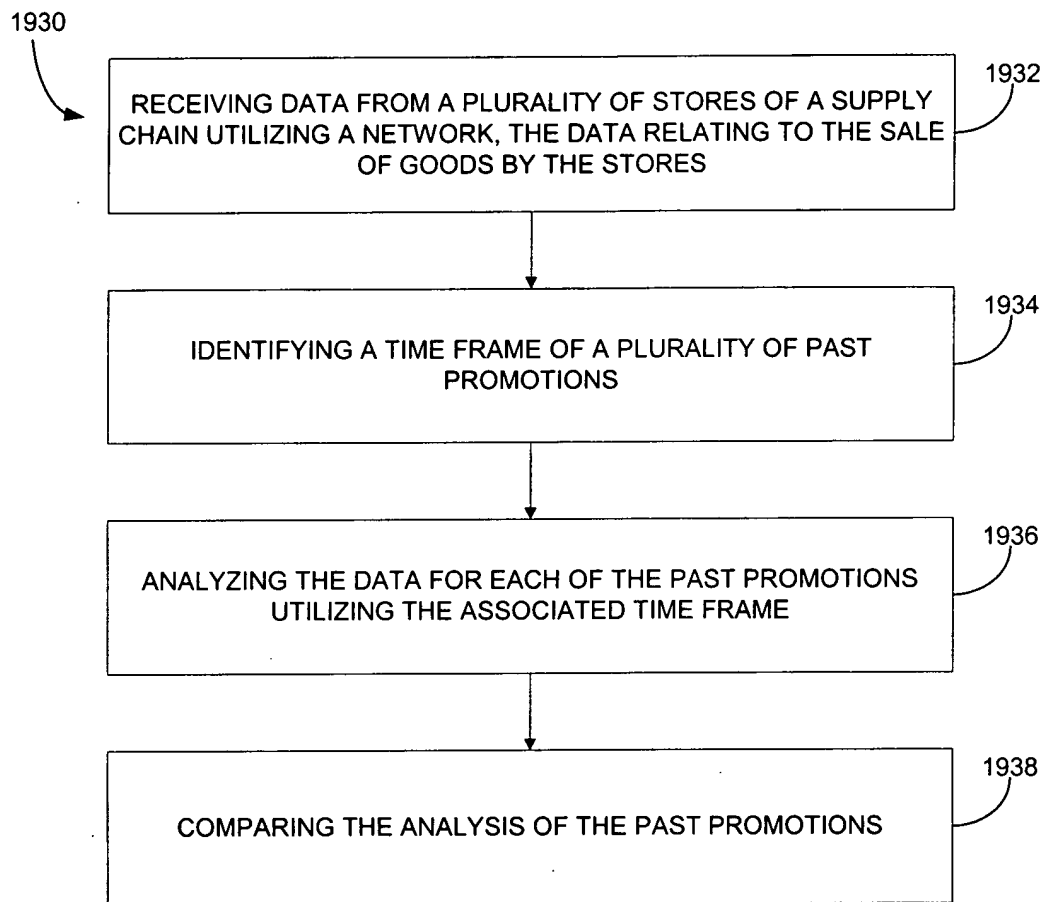 1930
1932
RECEIVING DATA FROM A PLURALITY OF STORES OF A SUPPLY
CHAIN UTILIZING A NETWORK, THE DATA RELATING TO THE SALE
OF GOODS BY THE STORES
1934
IDENTIFYING A TIME FRAME OF A PLURALITY OF PAST
PROMOTIONS
1936
ANALYZING THE DATA FOR EACH OF THE PAST PROMOTIONS
UTILIZING THE ASSOCIATED TIME FRAME
1938
COMPARING THE ANALYSIS OF THE PAST PROMOTIONS